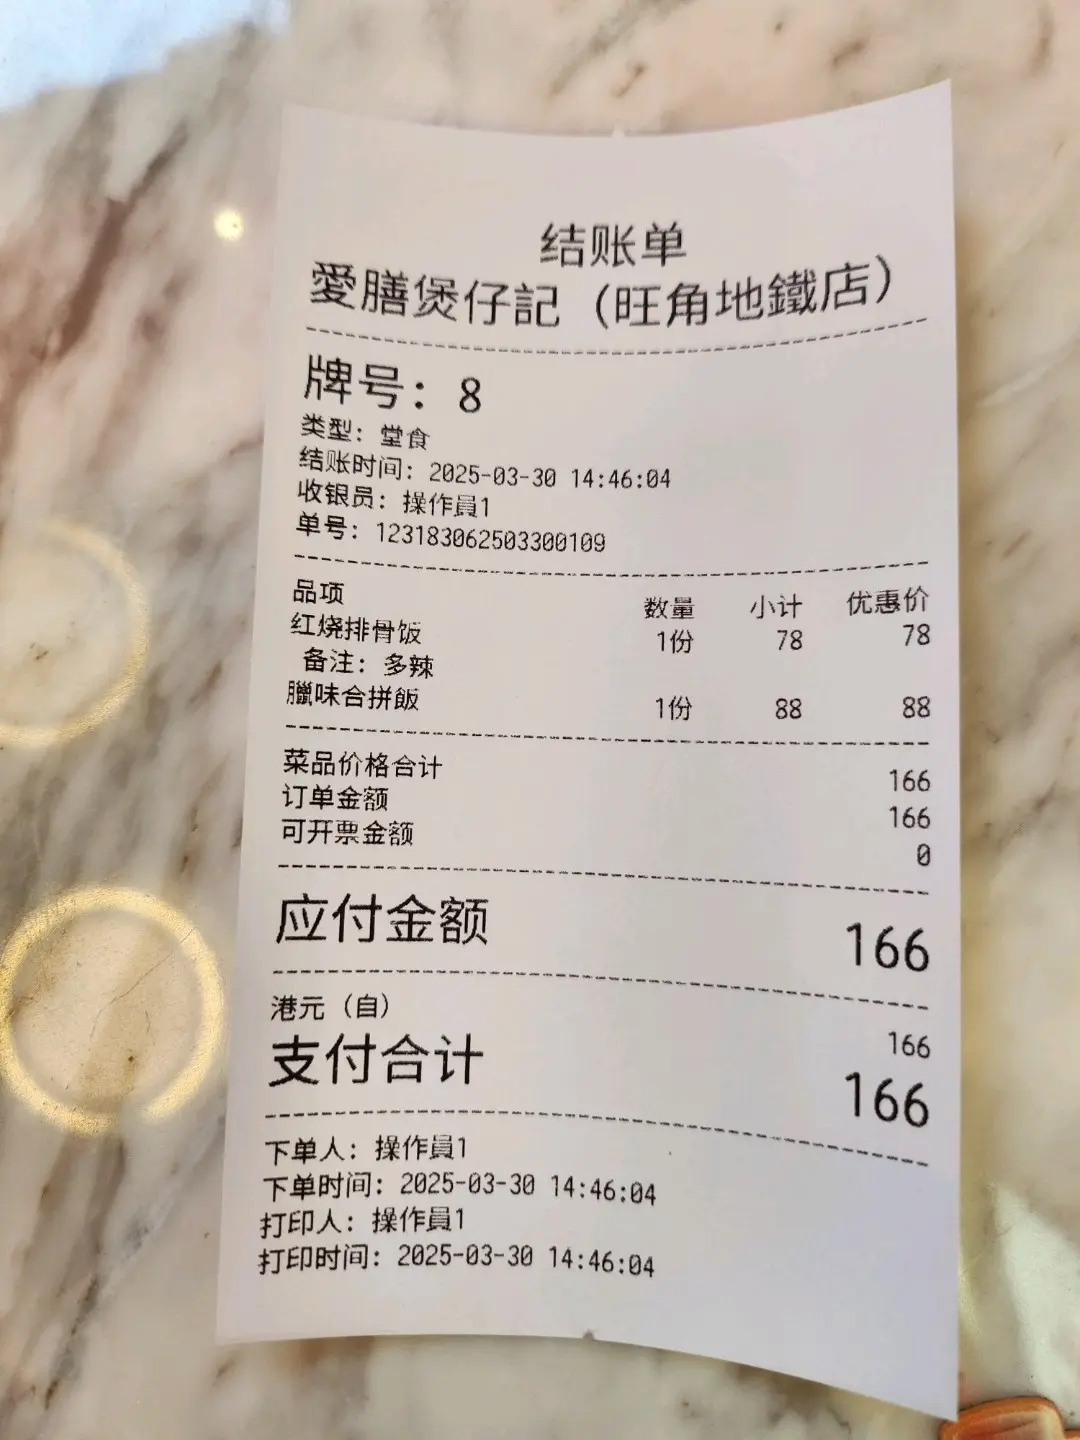 结账单
愛膳煲仔記（旺角地鐵店）
牌号：8
类型：堂食
结账时间：2025-03-30 14:46:04
收银员：操作員1
单号：123183062503300109
品项 数量 小计 优惠价
红烧排骨饭 1份 78 78
备注：多辣
臘味合拼飯 1份 88 88
菜品价格合计 166
订单金额 166
可开票金额 0
应付金额 166
港元（自） 166
支付合计 166
下单人：操作員1
下单时间：2025-03-30 14:46:04
打印人：操作員1
打印时间：2025-03-30 14:46:04